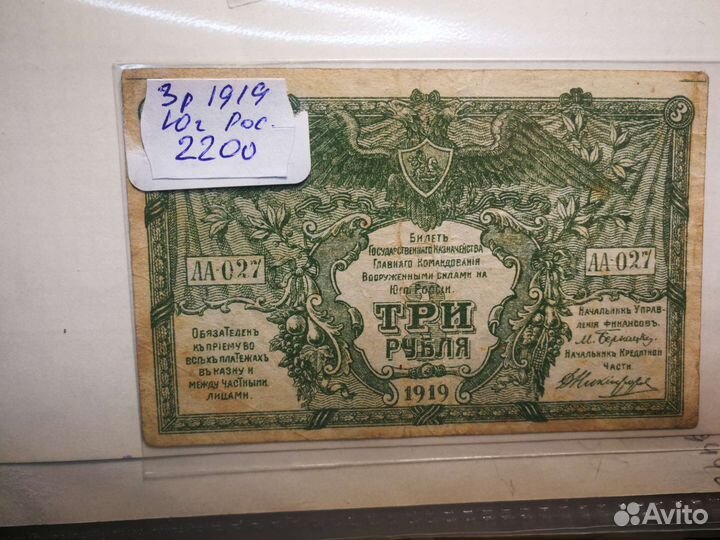 3р 1919
Юг Рос.
2200
3
АА-027
АА-027
Билетъ
Государственнаго Казначейства
Главнаго Командованія
Вооруженными силами на
Югѣ Россіи.
ТРИ
РУБЛЯ
1919
Обязателенъ
къ пріему во
всѣхъ платежахъ
въ казну и
между частными
лицами.
Начальникъ Управ-
ленія финансовъ.
М. Бернацкій
Начальникъ Кредитной
части.
Avito